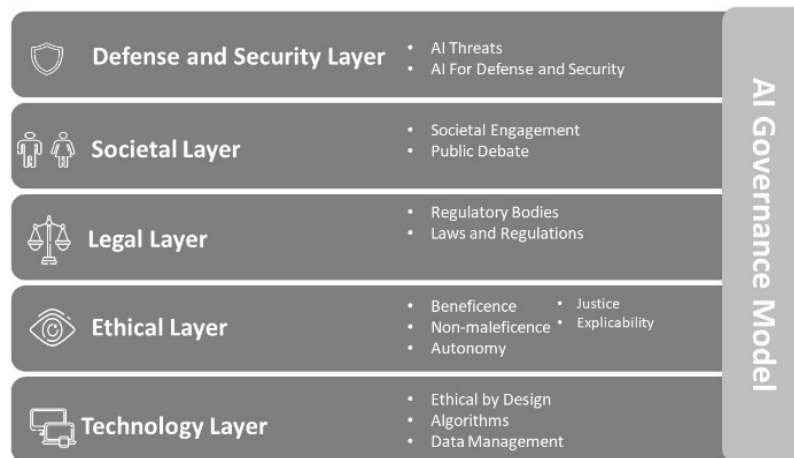 Defense and Security Layer
• AI Threats
• AI For Defense and Security
Societal Layer
• Societal Engagement
• Public Debate
Legal Layer
• Regulatory Bodies
• Laws and Regulations
Ethical Layer
• Beneficence
• Non-maleficence
• Autonomy
• Justice
• Explicability
Technology Layer
• Ethical by Design
• Algorithms
• Data Management
AI Governance Model